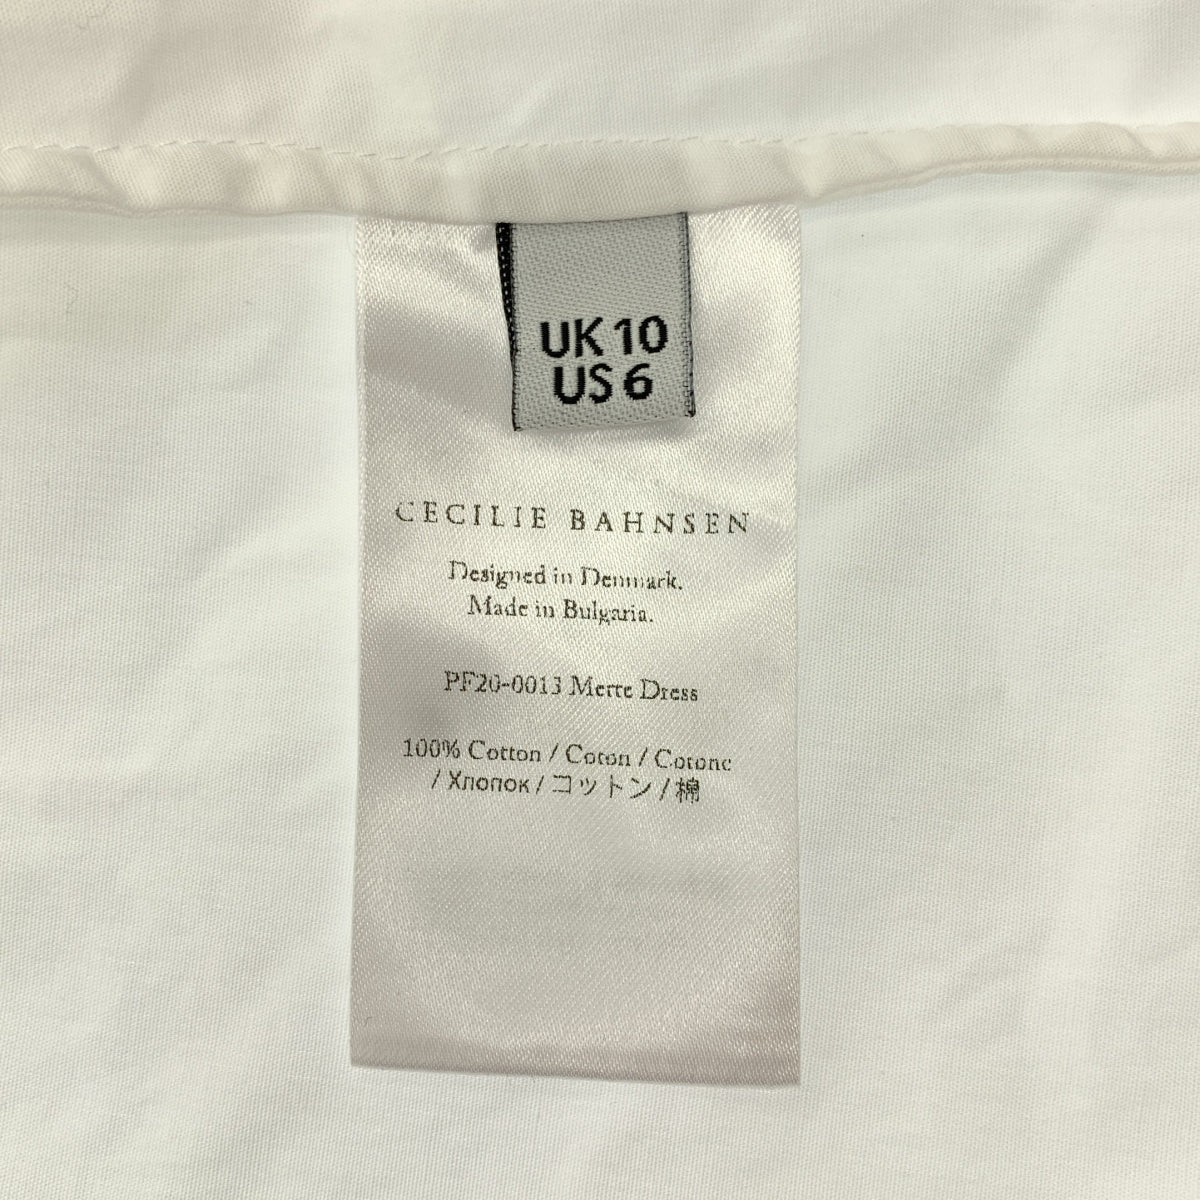 UK 10
US 6
CECILIE BAHNSEN
Designed in Denmark.
Made in Bulgaria.
PF20-0013 Mette Dress
100% Cotton / Coton / Cotone
/ Хлопок / コットン / 棉